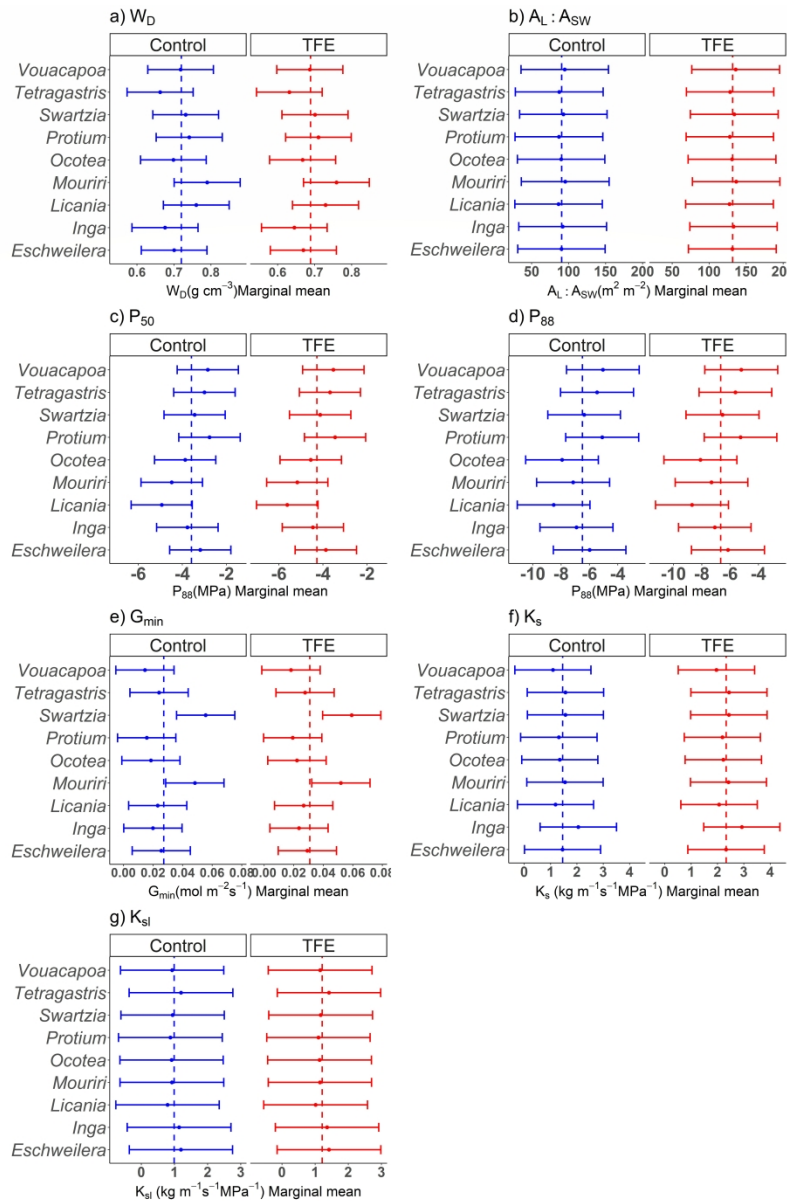 a) W_D
Control TFE
Vouacapoa
Tetragastris
Swartzia
Protium
Ocotea
Mouriri
Licania
Inga
Eschweilera
0.6 0.7 0.8 0.6 0.7 0.8
W_D(g cm⁻³)Marginal mean
b) A_L : A_SW
Control TFE
Vouacapoa
Tetragastris
Swartzia
Protium
Ocotea
Mouriri
Licania
Inga
Eschweilera
50 100 150 200 50 100 150 20
A_L : A_SW(m² m⁻²) Marginal mean
c) P₅₀
Control TFE
Vouacapoa
Tetragastris
Swartzia
Protium
Ocotea
Mouriri
Licania
Inga
Eschweilera
-6 -4 -2 -6 -4 -2
P₈₈(MPa) Marginal mean
d) P₈₈
Control TFE
Vouacapoa
Tetragastris
Swartzia
Protium
Ocotea
Mouriri
Licania
Inga
Eschweilera
-10 -8 -6 -4 -10 -8 -6 -4
P₈₈(MPa) Marginal mean
e) G_min
Control TFE
Vouacapoa
Tetragastris
Swartzia
Protium
Ocotea
Mouriri
Licania
Inga
Eschweilera
0.00 0.02 0.04 0.06 0.08 0.00 0.02 0.04 0.06 0.08
G_min(mol m⁻²s⁻¹) Marginal mean
f) K_s
Control TFE
Vouacapoa
Tetragastris
Swartzia
Protium
Ocotea
Mouriri
Licania
Inga
Eschweilera
0 1 2 3 4 0 1 2 3 4
K_s (kg m⁻¹s⁻¹MPa⁻¹) Marginal mean
g) K_sl
Control TFE
Vouacapoa
Tetragastris
Swartzia
Protium
Ocotea
Mouriri
Licania
Inga
Eschweilera
0 1 2 3 0 1 2 3
K_sl (kg m⁻¹s⁻¹MPa⁻¹) Marginal mean